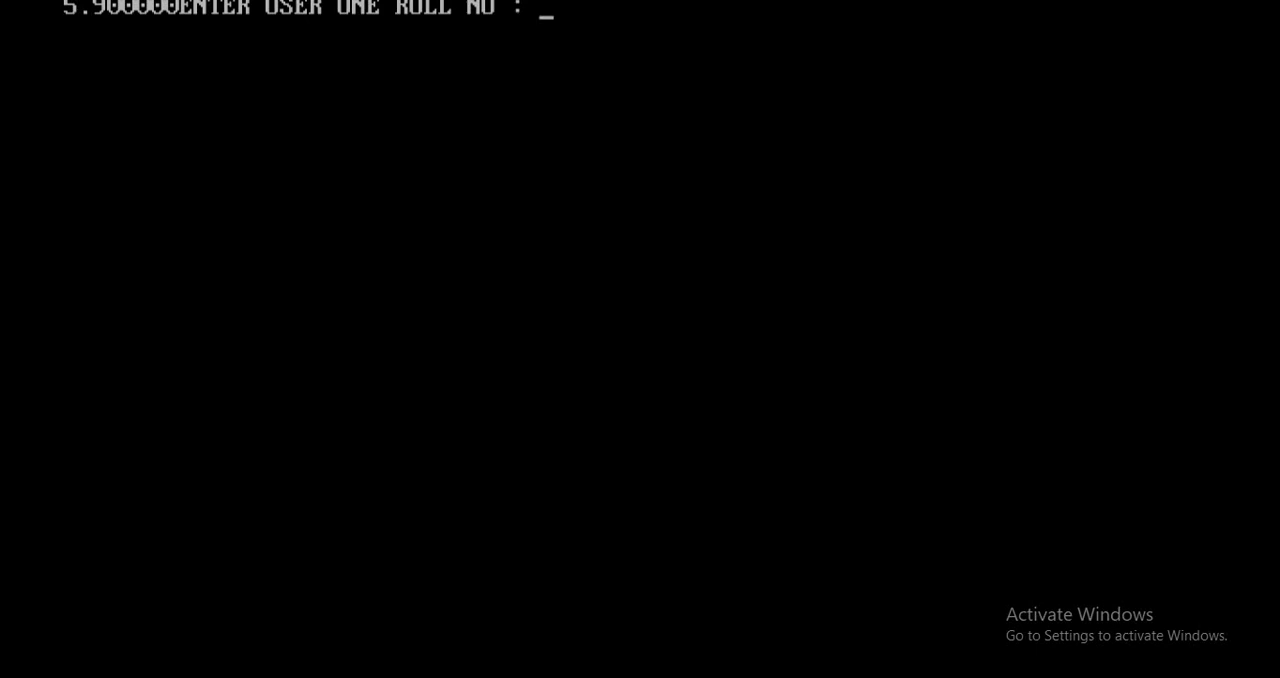 5.900000ENTER USER ONE ROLL NO : _
Activate Windows
Go to Settings to activate Windows.